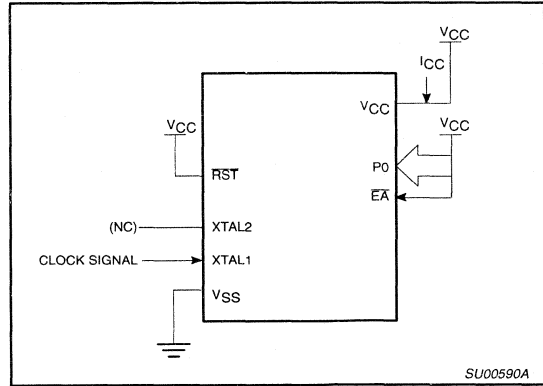 VCC
ICC
VCC
VCC
VCC
P0
RST
EA
(NC)
XTAL2
CLOCK SIGNAL
XTAL1
VSS
SU00590A